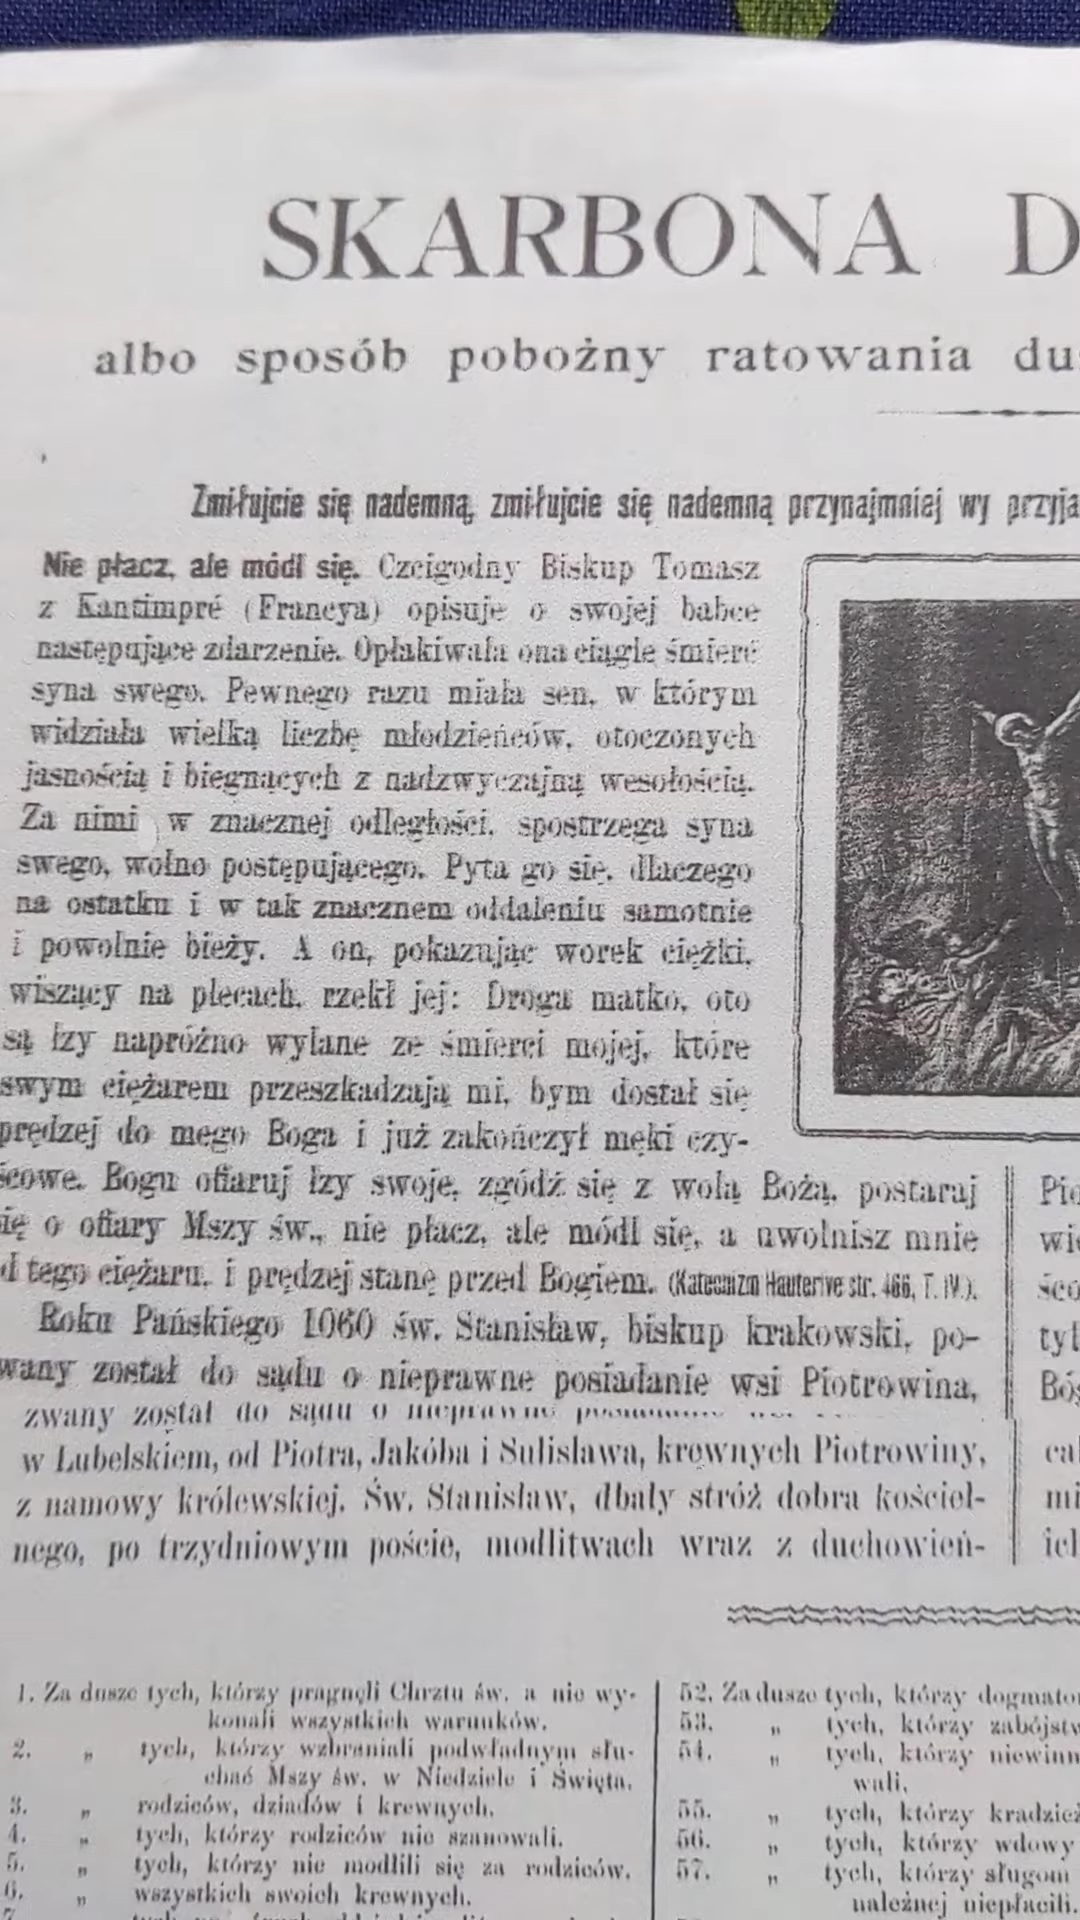 SKARBONA D
albo sposób pobożny ratowania du
Zmiłujcie się nademną, zmiłujcie się nademną przynajmniej wy przyja
Nie płacz, ale módl się. Czcigodny Biskup Tomasz
z Kantimpré (Francya) opisuje o swojej babce
następujące zdarzenie. Opłakiwała ona ciągle śmierć
syna swego. Pewnego razu miała sen, w którym
widziała wielką liczbę młodzieńców, otoczonych
jasnością i biegnących z nadzwyczajną wesołością.
Za nimi w znacznej odległości, spostrzega syna
swego, wolno postępującego. Pyta go się, dlaczego
na ostatku i w tak znacznem oddaleniu samotnie
i powolnie bieży. A on, pokazując worek ciężki,
wiszący na plecach, rzekł jej: Droga matko, oto
są łzy napróżno wylane ze śmierci mojej, które
swym ciężarem przeszkadzają mi, bym dostał się
prędzej do mego Boga i już zakończył męki czy-
ścowe. Bogu ofiaruj łzy swoje, zgódź się z wolą Bożą, postaraj
ię o ofiary Mszy św., nie płacz, ale módl się, a uwolnisz mnie
d tego ciężaru, i prędzej stanę przed Bogiem. (Katechizm Hauterive str. 466, T. IV.).
Roku Pańskiego 1060 św. Stanisław, biskup krakowski, po-
wany został do sądu o nieprawne posiadanie wsi Piotrowina,
zwany został do sądu o nieprawne
w Lubelskiem, od Piotra, Jakóba i Sulisława, krewnych Piotrowiny,
z namowy królewskiej. Św. Stanisław, dbały stróż dobra kościel-
nego, po trzydniowym poście, modlitwach wraz z duchowień-
Pio
wie
śco
tyl
Bóg
cal
mi
ich
1. Za dusze tych, którzy pragnęli Chrztu św. a nie wy-
konali wszystkich warunków.
2. „ tych, którzy wzbraniali podwładnym słu-
chać Mszy św. w Niedziele i Święta.
3. „ rodziców, dziadów i krewnych.
4. „ tych, którzy rodziców nie szanowali.
5. „ tych, którzy nie modlili się za rodziców.
6. „ wszystkich swoich krewnych.
7.
52. Za dusze tych, którzy dogmato
53. „ tych, którzy zabójstw
54. „ tych, którzy niewinn
wali.
55. „ tych, którzy kradzież
56. „ tych, którzy wdowy
57. „ tych, którzy sługom
należnej niepłacili.